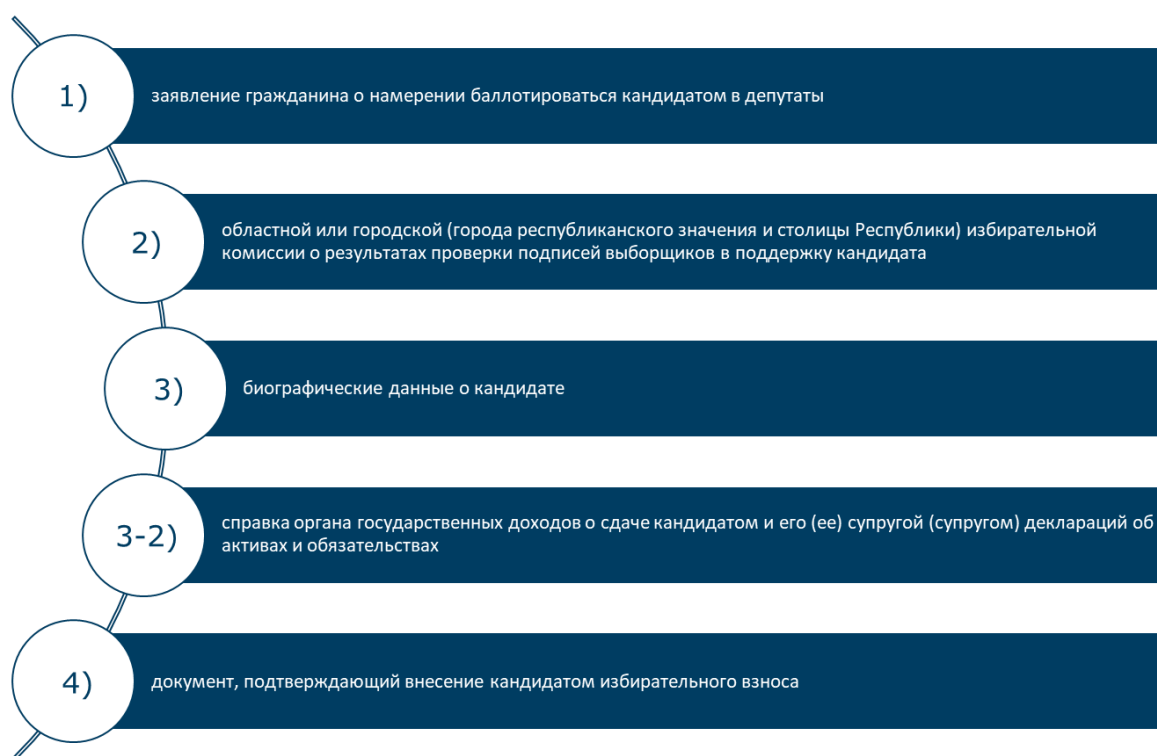 1)
заявление гражданина о намерении баллотироваться кандидатом в депутаты
2)
областной или городской (города республиканского значения и столицы Республики) избирательной
комиссии о результатах проверки подписей выборщиков в поддержку кандидата
3)
биографические данные о кандидате
3-2)
справка органа государственных доходов о сдаче кандидатом и его (ее) супругой (супругом) деклараций об
активах и обязательствах
4)
документ, подтверждающий внесение кандидатом избирательного взноса